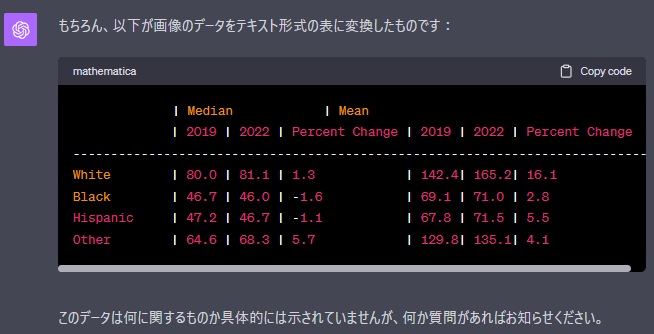 もちろん、以下が画像のデータをテキスト形式の表に変換したものです：
mathematica Copy code
| Median | Mean
| 2019 | 2022 | Percent Change | 2019 | 2022 | Percent Change
--------------------------------------------------------------------------------
White | 80.0 | 81.1 | 1.3 | 142.4| 165.2| 16.1
Black | 46.7 | 46.0 | -1.6 | 69.1 | 71.0 | 2.8
Hispanic | 47.2 | 46.7 | -1.1 | 67.8 | 71.5 | 5.5
Other | 64.6 | 68.3 | 5.7 | 129.8| 135.1| 4.1
このデータは何に関するものか具体的には示されていませんが、何か質問があればお知らせください。